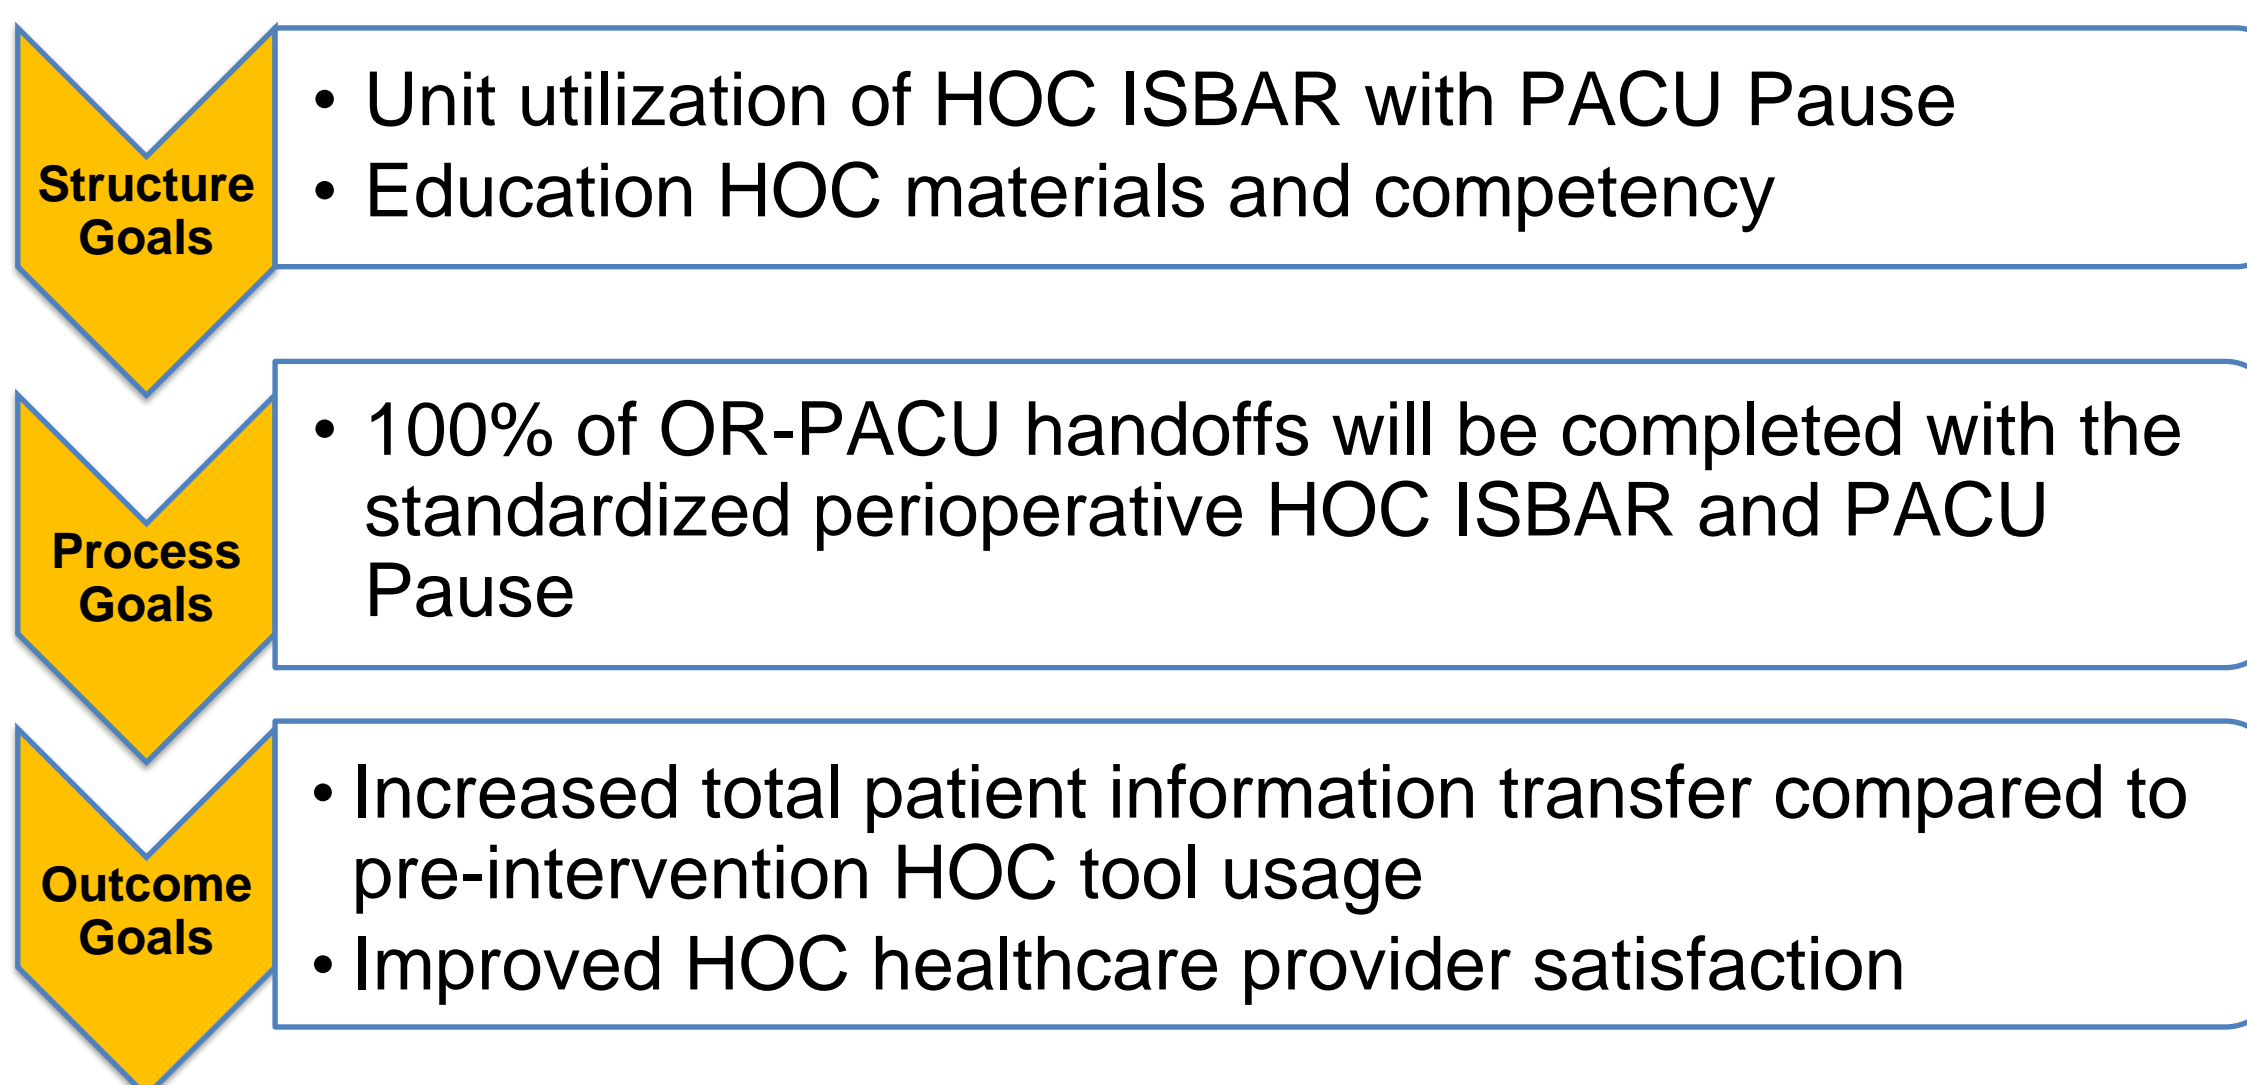 Structure
Goals
• Unit utilization of HOC ISBAR with PACU Pause
• Education HOC materials and competency
Process
Goals
• 100% of OR-PACU handoffs will be completed with the
standardized perioperative HOC ISBAR and PACU
Pause
Outcome
Goals
• Increased total patient information transfer compared to
pre-intervention HOC tool usage
• Improved HOC healthcare provider satisfaction